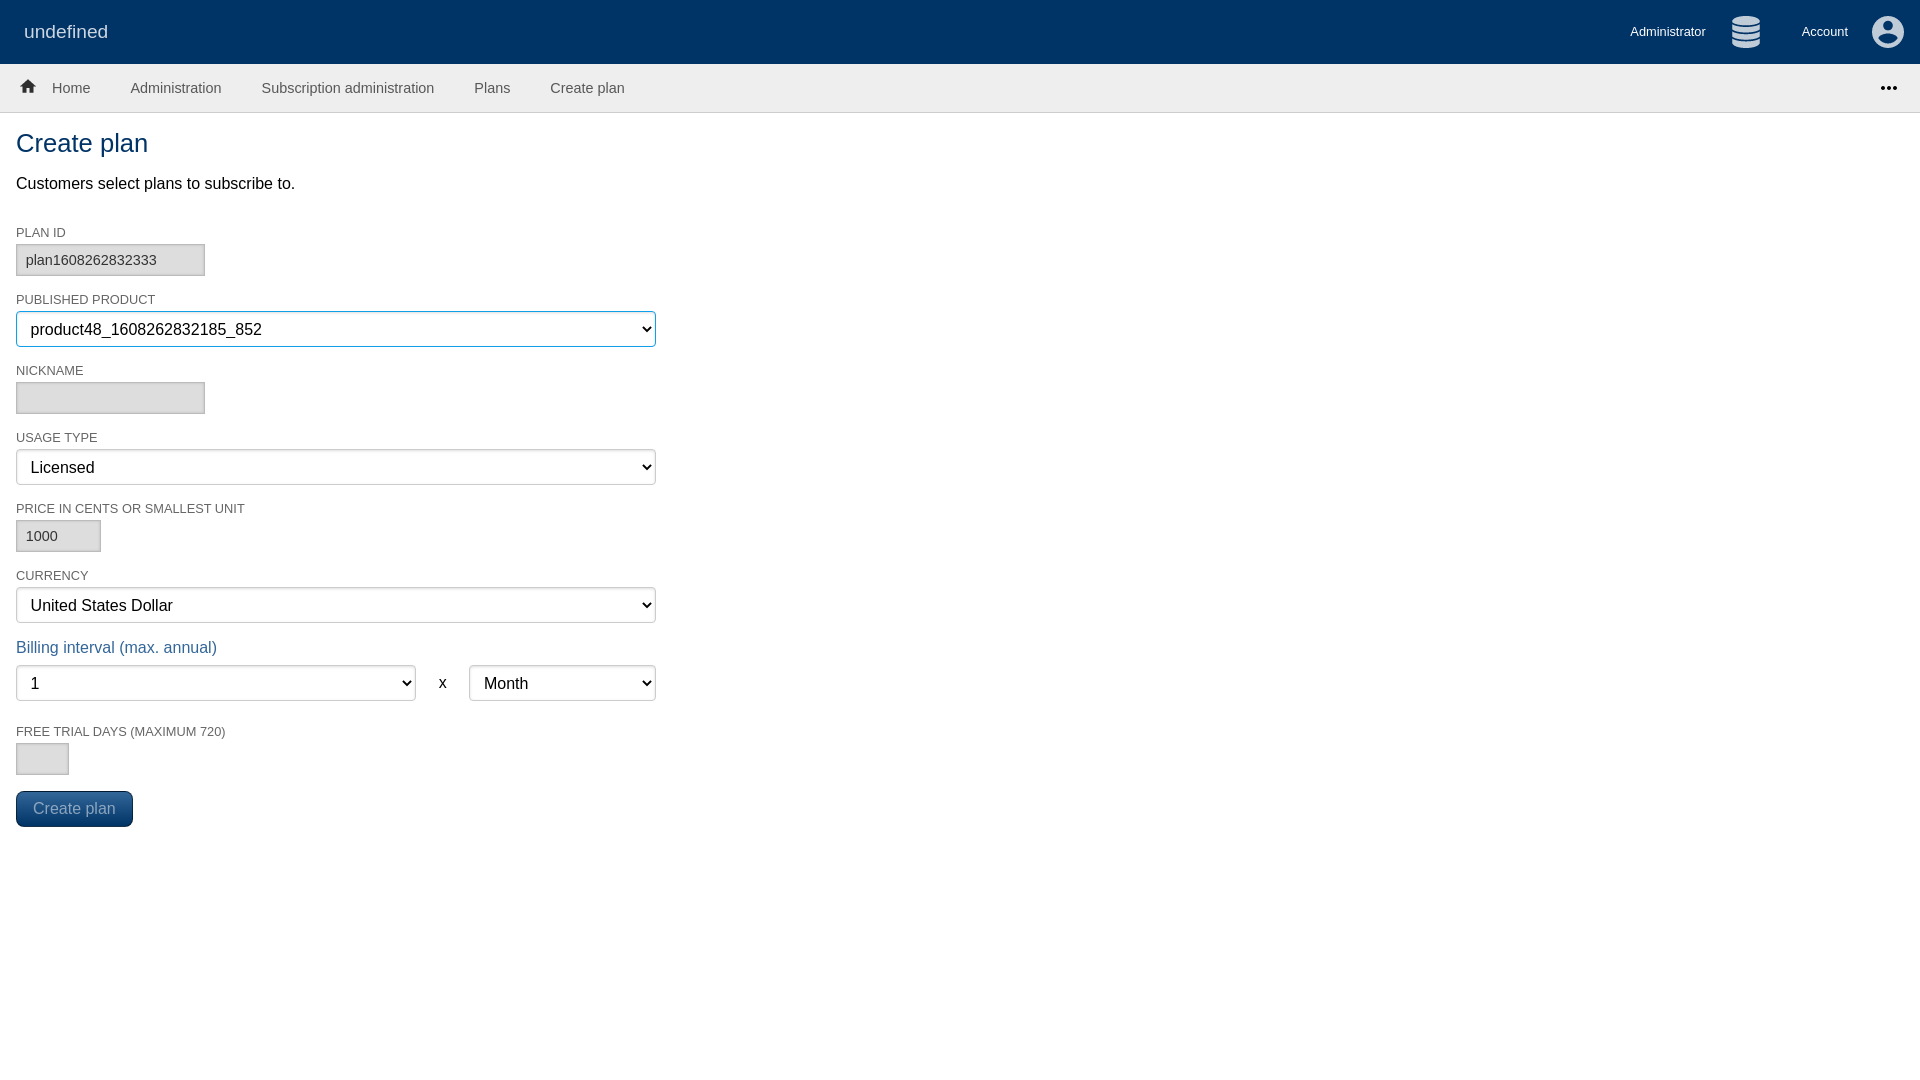 undefined
Administrator
Account
Home
Administration
Subscription administration
Plans
Create plan
Create plan
Customers select plans to subscribe to.
PLAN ID
plan1608262832333
PUBLISHED PRODUCT
product48_1608262832185_852
NICKNAME
USAGE TYPE
Licensed
PRICE IN CENTS OR SMALLEST UNIT
1000
CURRENCY
United States Dollar
Billing interval (max. annual)
1 x Month
FREE TRIAL DAYS (MAXIMUM 720)
Create plan